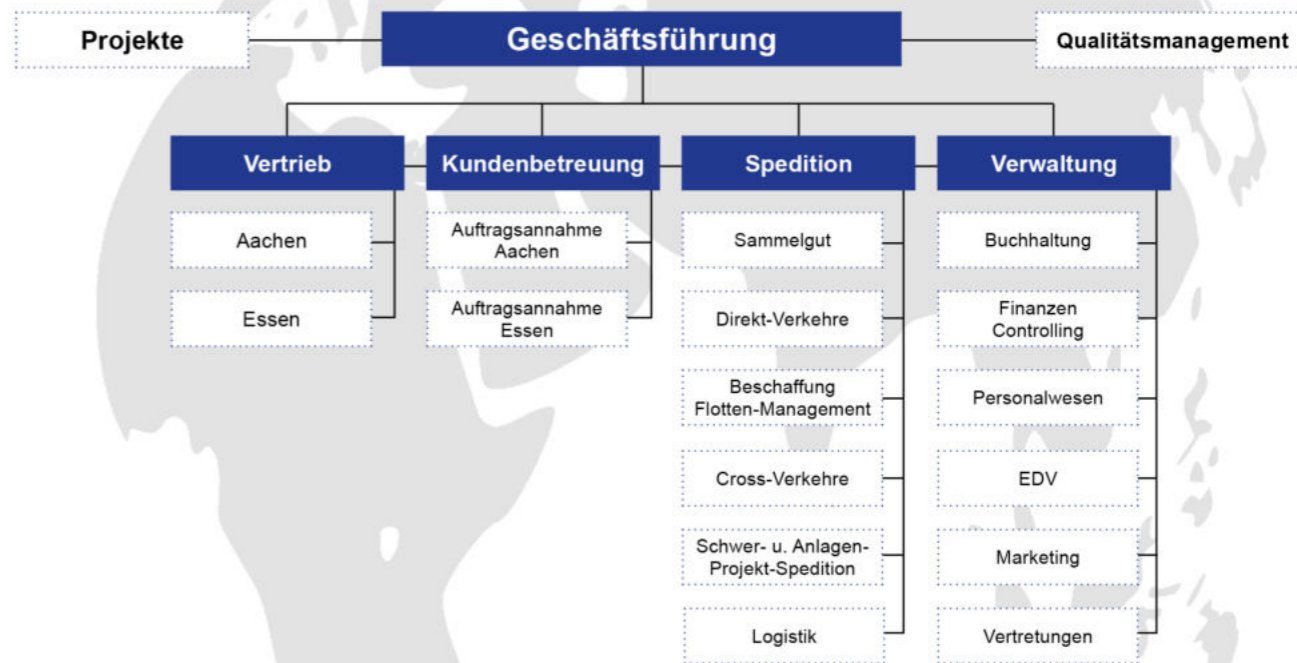 Projekte
Geschäftsführung
Qualitätsmanagement
Vertrieb
Kundenbetreuung
Spedition
Verwaltung
Aachen
Essen
Auftragsannahme
Aachen
Auftragsannahme
Essen
Sammelgut
Direkt-Verkehre
Beschaffung
Flotten-Management
Cross-Verkehre
Schwer- u. Anlagen-
Projekt-Spedition
Logistik
Buchhaltung
Finanzen
Controlling
Personalwesen
EDV
Marketing
Vertretungen